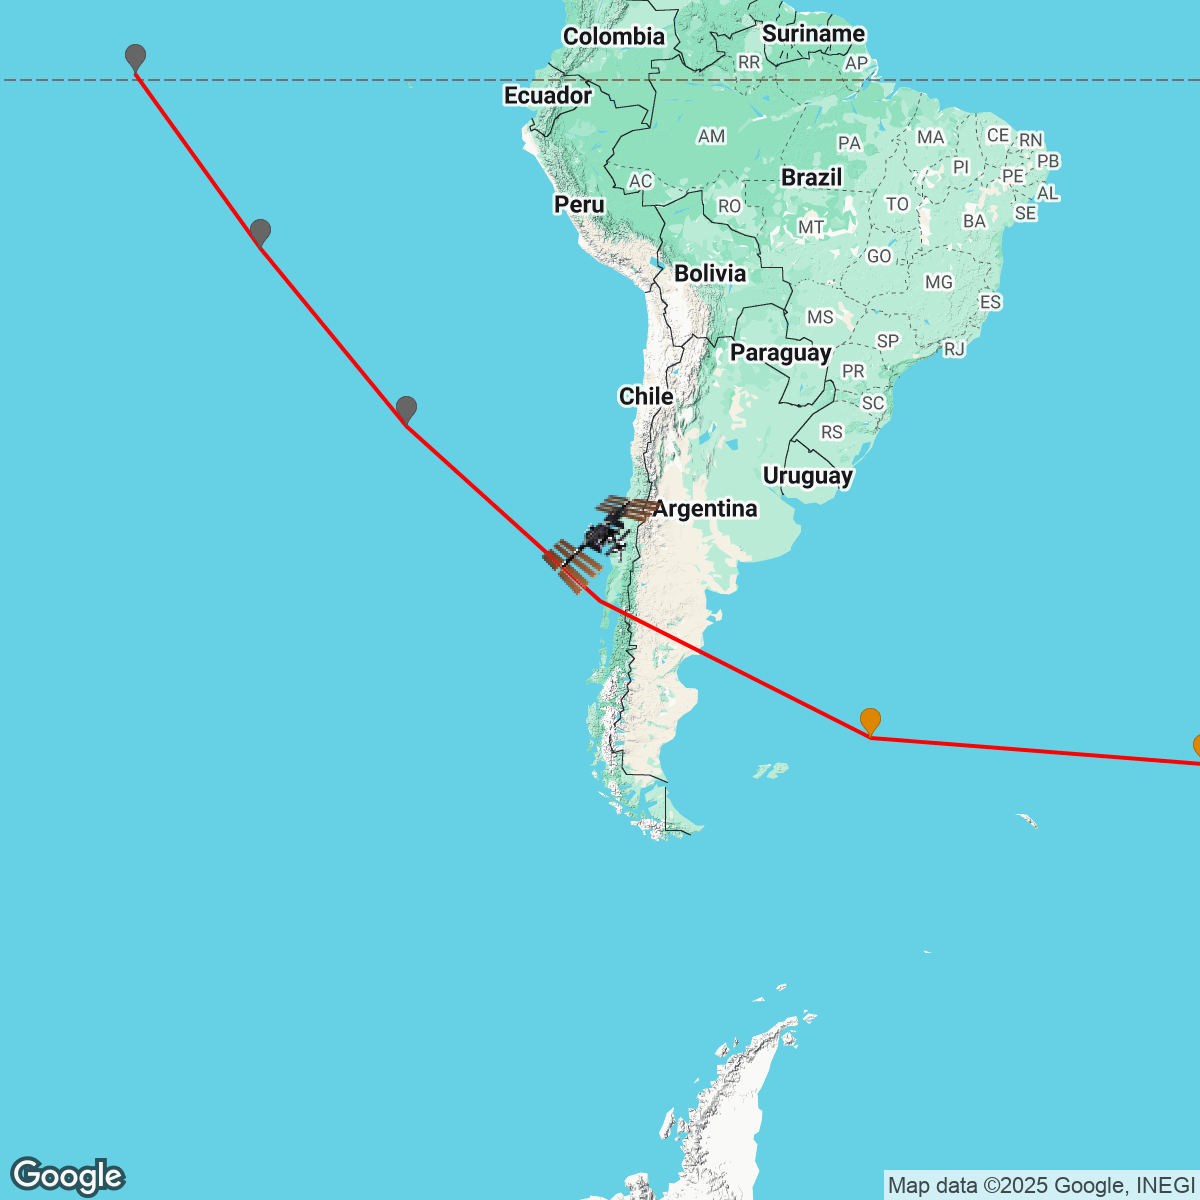 Colombia
Suriname
RR
AP
Ecuador
AM
PA
MA
CE
RN
PI
PB
PE
AC
Brazil
AL
Peru
RO
TO
SE
MT
BA
GO
Bolivia
MG
ES
MS
SP
RJ
Paraguay
PR
Chile
SC
RS
Uruguay
Argentina
Google
Map data ©2025 Google, INEGI